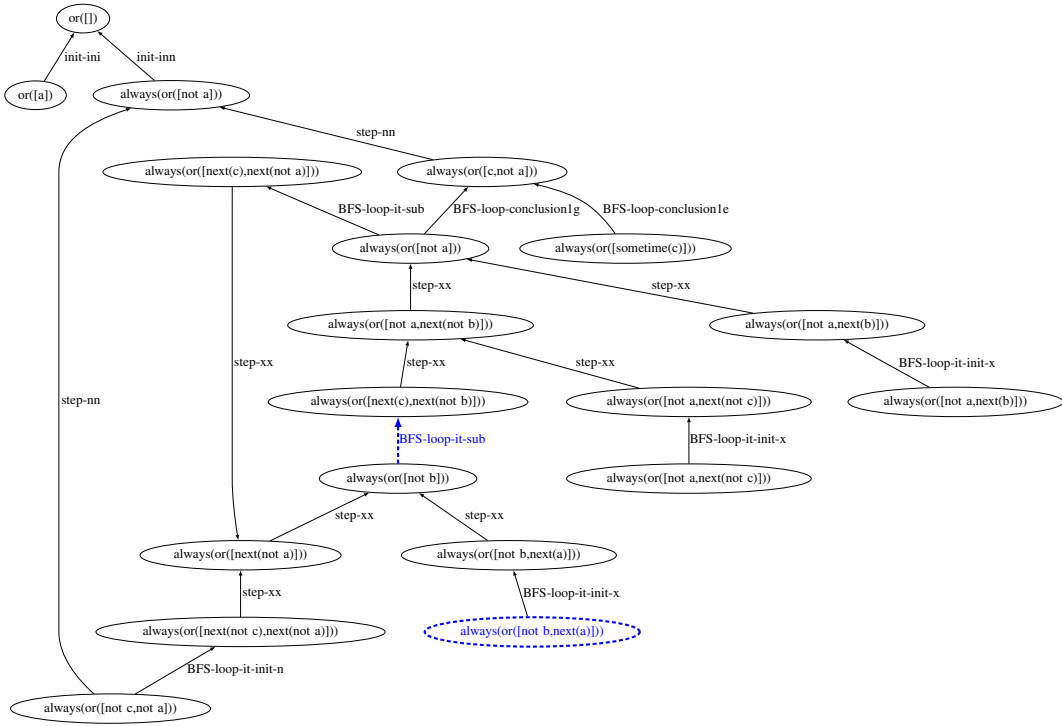 or([])
init-ini
init-inn
or([a])
always(or([not a]))
step-nn
always(or([next(c),next(not a)]))
always(or([c,not a]))
BFS-loop-it-sub
BFS-loop-conclusion1g
BFS-loop-conclusion1e
always(or([not a]))
always(or([sometime(c)]))
step-xx
step-xx
always(or([not a,next(not b)]))
always(or([not a,next(b)]))
step-xx
step-xx
step-xx
BFS-loop-it-init-x
step-nn
always(or([next(c),next(not b)]))
always(or([not a,next(not c)]))
always(or([not a,next(b)]))
BFS-loop-it-sub
BFS-loop-it-init-x
always(or([not b]))
always(or([not a,next(not c)]))
step-xx
step-xx
always(or([next(not a)]))
always(or([not b,next(a)]))
step-xx
BFS-loop-it-init-x
always(or([next(not c),next(not a)]))
always(or([not b,next(a)]))
BFS-loop-it-init-n
always(or([not c,not a]))